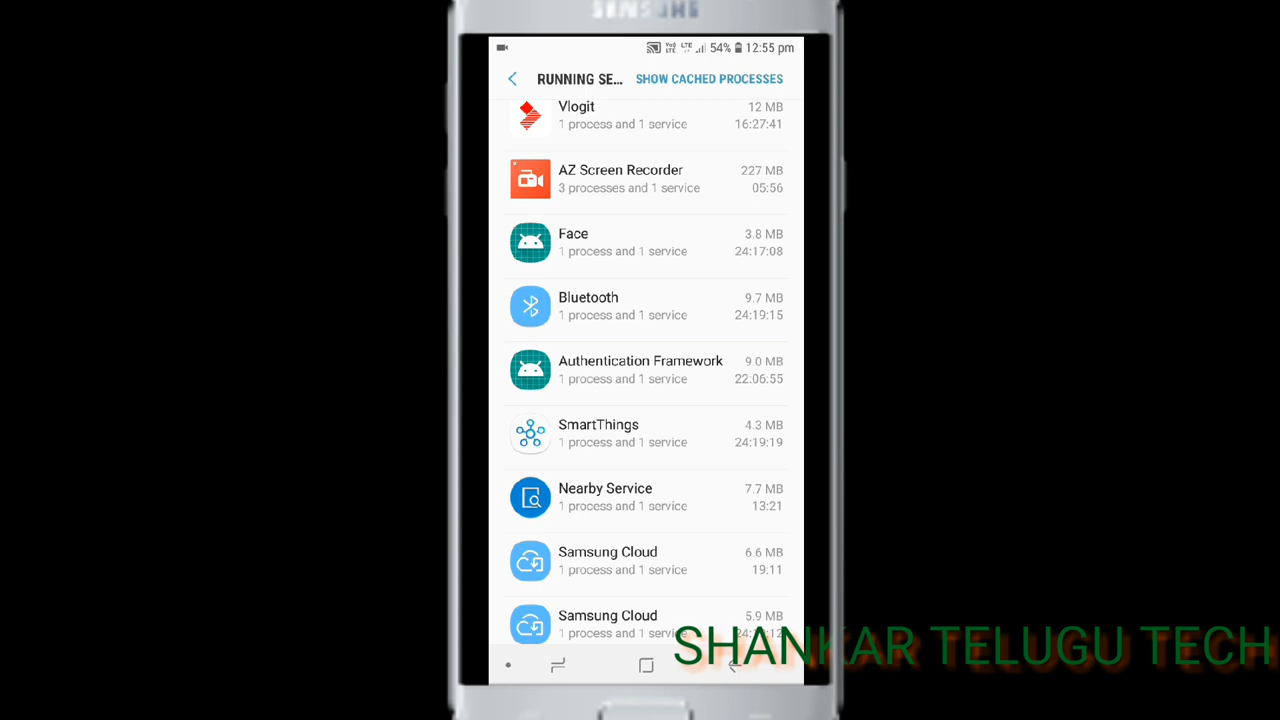 SAMSUNG
54% 12:55 pm
RUNNING SE... SHOW CACHED PROCESSES
Vlogit 12 MB
1 process and 1 service 16:27:41
AZ Screen Recorder 227 MB
3 processes and 1 service 05:56
Face 3.8 MB
1 process and 1 service 24:17:08
Bluetooth 9.7 MB
1 process and 1 service 24:19:15
Authentication Framework 9.0 MB
1 process and 1 service 22:06:55
SmartThings 4.3 MB
1 process and 1 service 24:19:19
Nearby Service 7.7 MB
1 process and 1 service 13:21
Samsung Cloud 6.6 MB
1 process and 1 service 19:11
Samsung Cloud 5.9 MB
1 process and 1 service
SHANKAR TELUGU TECH